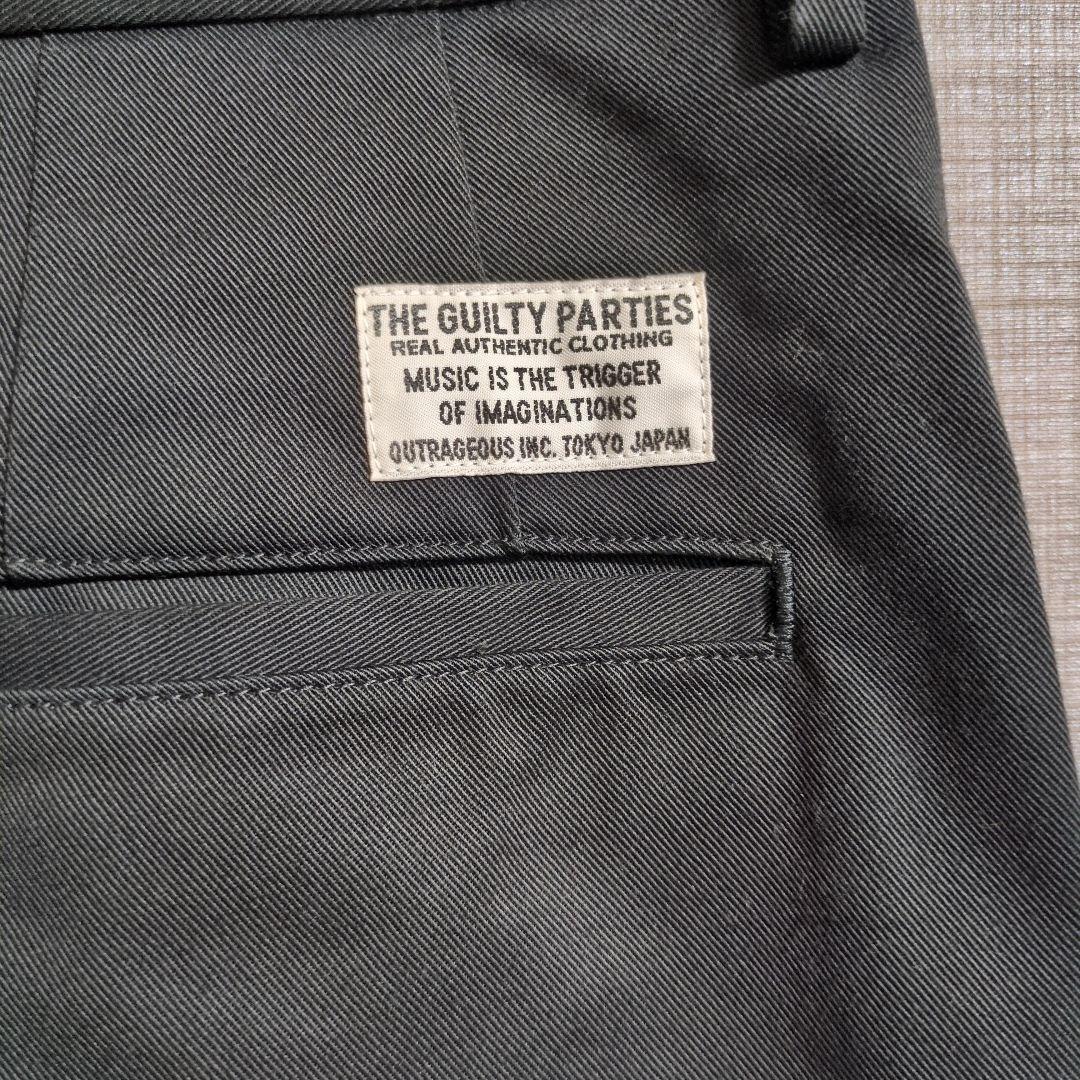 THE GUILTY PARTIES
REAL AUTHENTIC CLOTHING
MUSIC IS THE TRIGGER
OF IMAGINATIONS
OUTRAGEOUS INC. TOKYO JAPAN